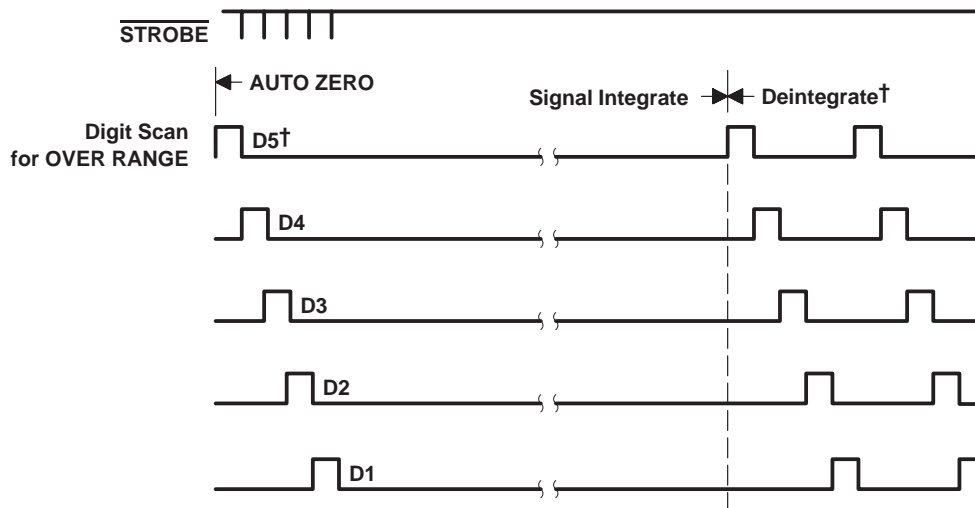 STROBE
AUTO ZERO
Signal Integrate
Deintegrate†
Digit Scan
for OVER RANGE
D5†
D4
D3
D2
D1